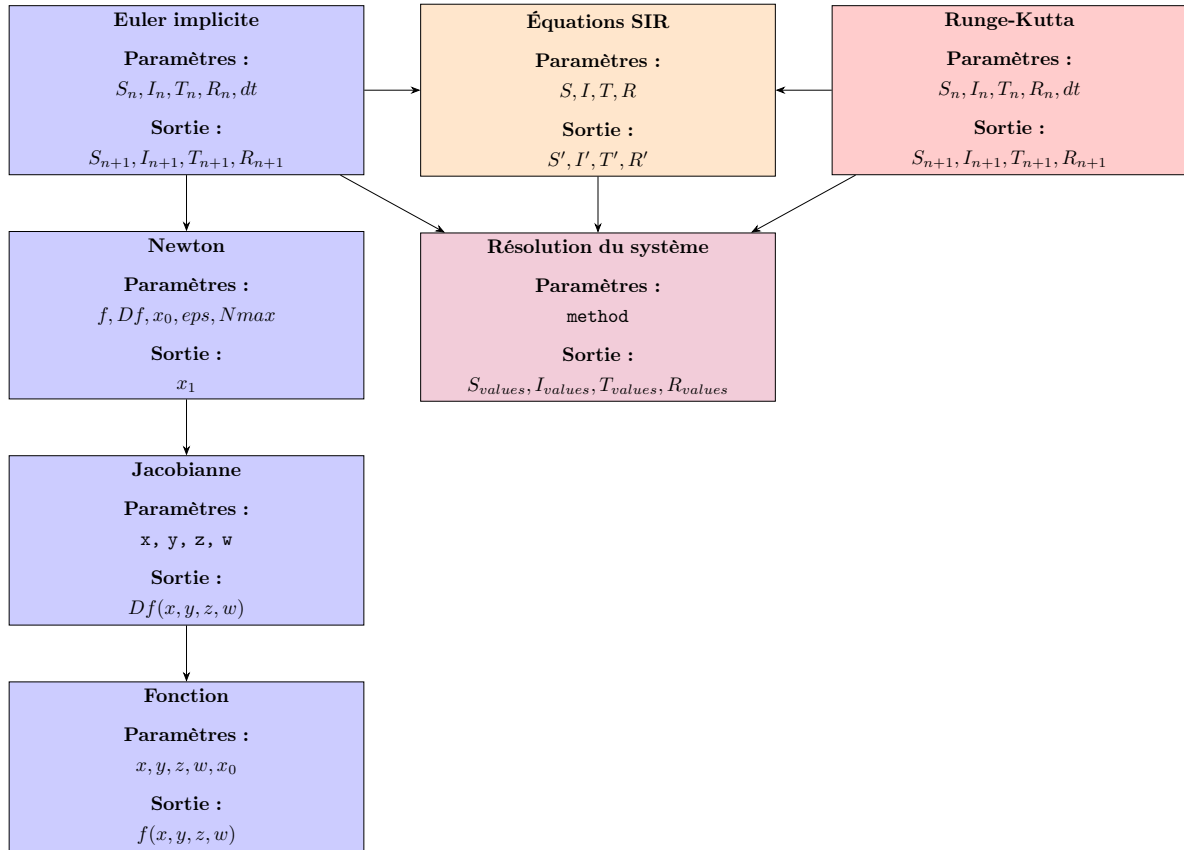 Euler implicite
Paramètres :
S_n, I_n, T_n, R_n, dt
Sortie :
S_{n+1}, I_{n+1}, T_{n+1}, R_{n+1}
Équations SIR
Paramètres :
S, I, T, R
Sortie :
S', I', T', R'
Runge-Kutta
Paramètres :
S_n, I_n, T_n, R_n, dt
Sortie :
S_{n+1}, I_{n+1}, T_{n+1}, R_{n+1}
Newton
Paramètres :
f, Df, x_0, eps, Nmax
Sortie :
x_1
Résolution du système
Paramètres :
method
Sortie :
S_{values}, I_{values}, T_{values}, R_{values}
Jacobianne
Paramètres :
x, y, z, w
Sortie :
Df(x, y, z, w)
Fonction
Paramètres :
x, y, z, w, x_0
Sortie :
f(x, y, z, w)